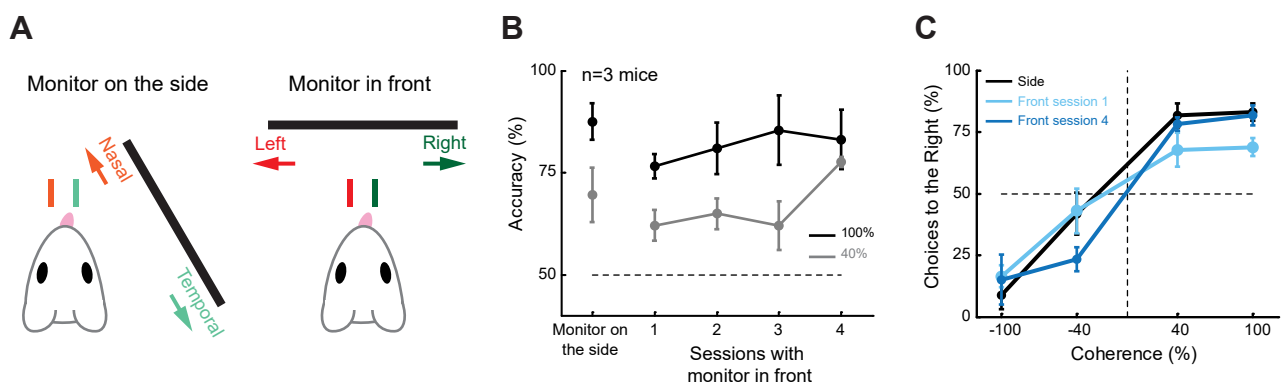 A
Monitor on the side
Nasal
Temporal
Monitor in front
Left
Right
B
n=3 mice
Accuracy (%)
100
75
50
100%
40%
Monitor on
the side
1
2
3
4
Sessions with
monitor in front
C
Choices to the Right (%)
100
75
50
25
0
Side
Front session 1
Front session 4
-100
-40
40
100
Coherence (%)